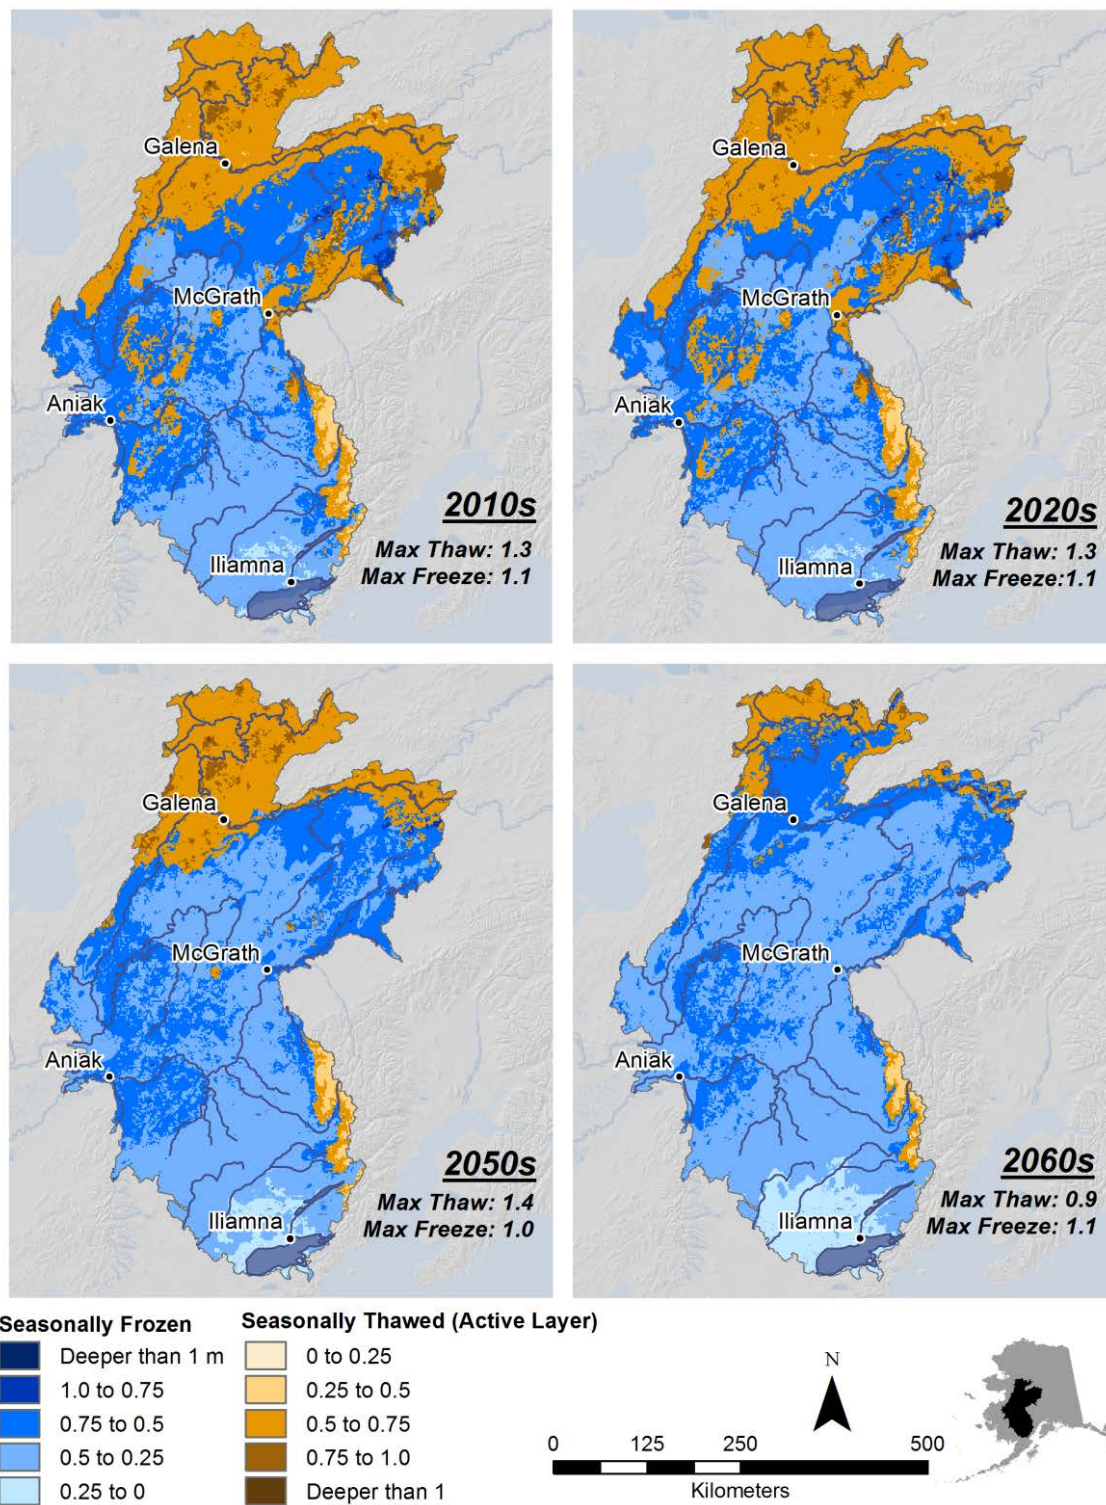 Galena
McGrath
Aniak
Iliamna
2010s
Max Thaw: 1.3
Max Freeze: 1.1
Galena
McGrath
Aniak
Iliamna
2020s
Max Thaw: 1.3
Max Freeze:1.1
Galena
McGrath
Aniak
Iliamna
2050s
Max Thaw: 1.4
Max Freeze: 1.0
Galena
McGrath
Aniak
Iliamna
2060s
Max Thaw: 0.9
Max Freeze: 1.1
Seasonally Frozen
Deeper than 1 m
1.0 to 0.75
0.75 to 0.5
0.5 to 0.25
0.25 to 0
Seasonally Thawed (Active Layer)
0 to 0.25
0.25 to 0.5
0.5 to 0.75
0.75 to 1.0
Deeper than 1
N
0 125 250 500
Kilometers